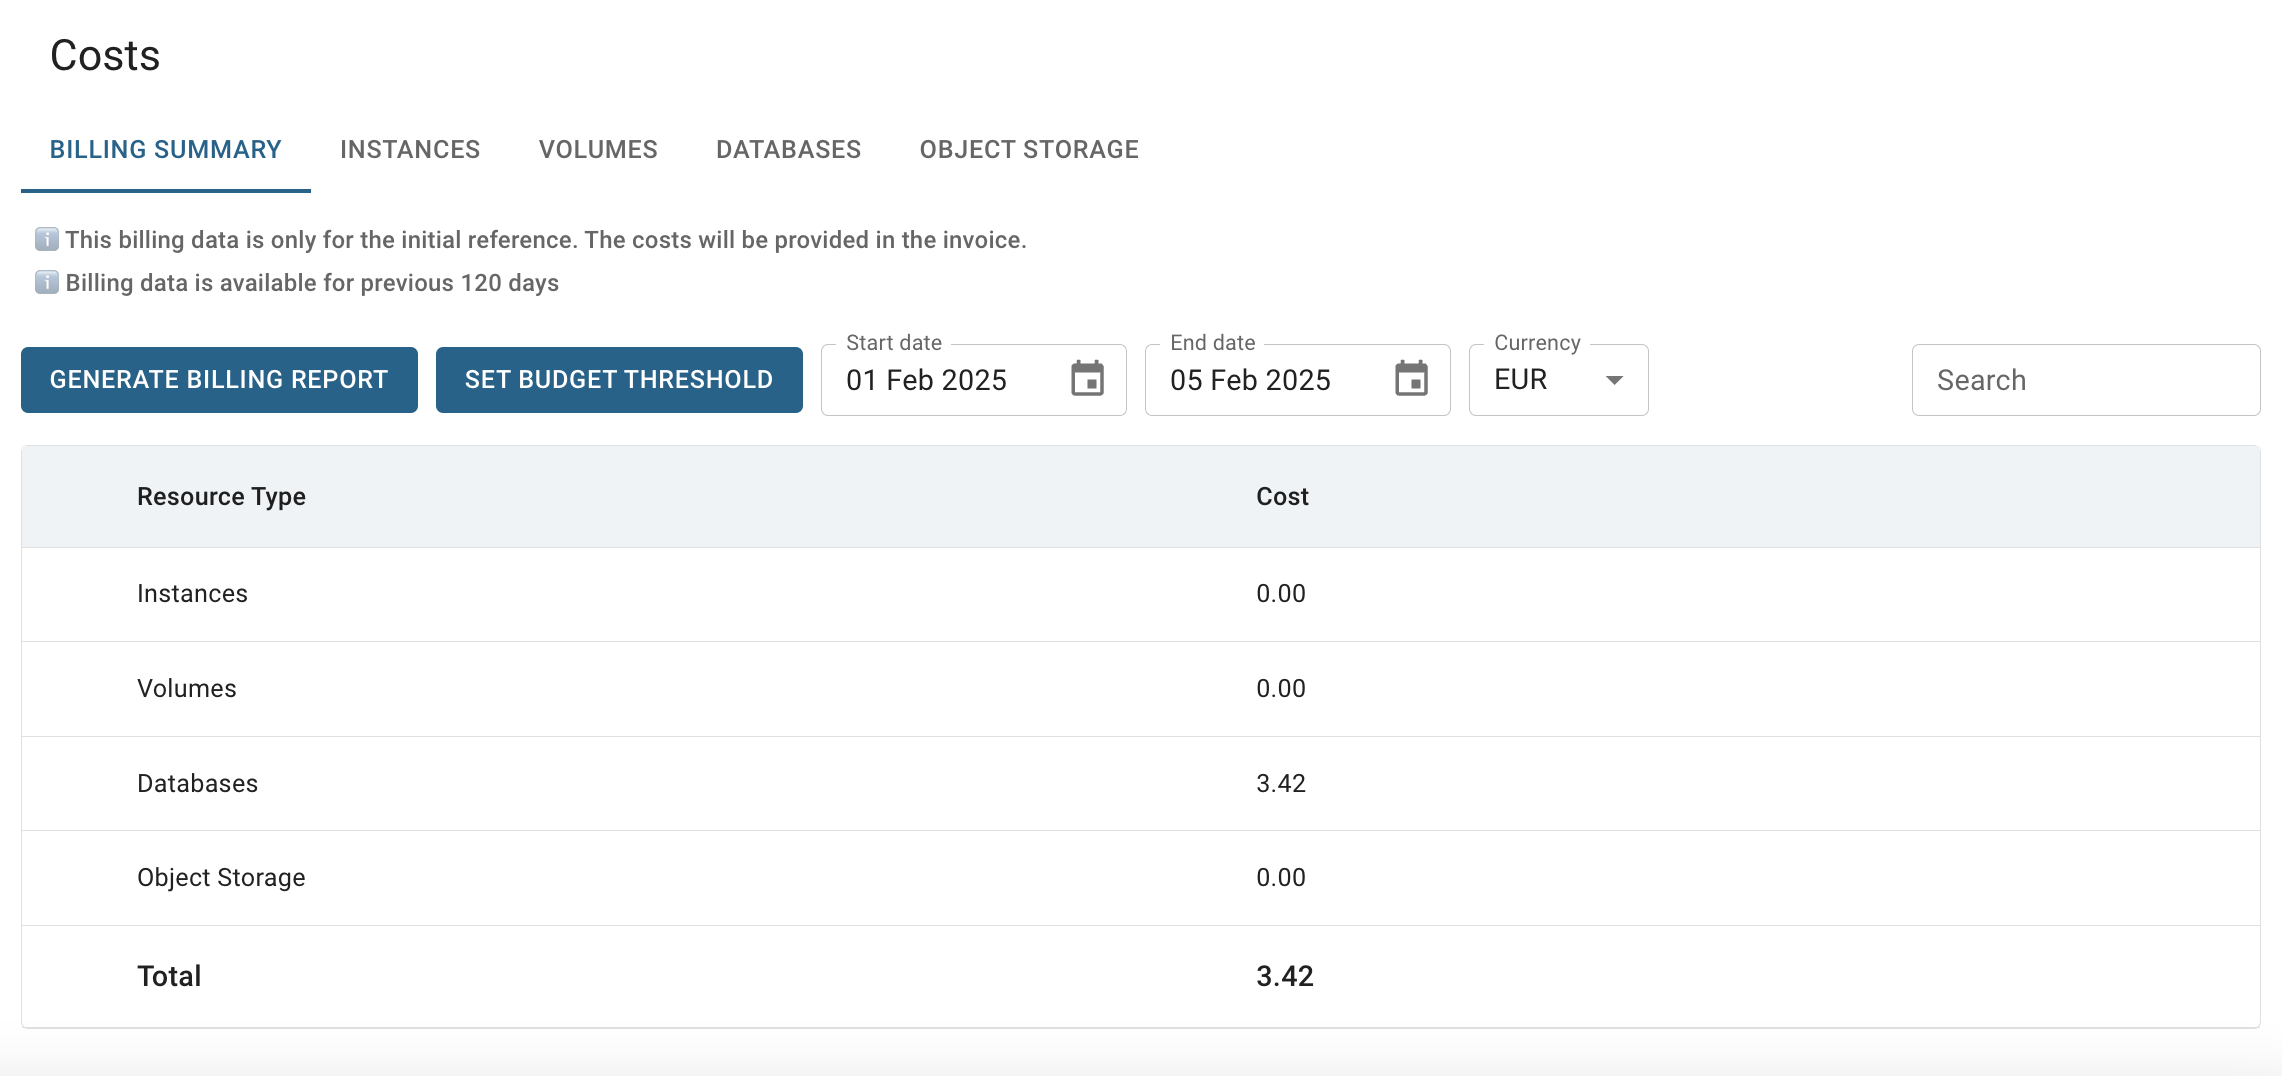 Costs
BILLING SUMMARY INSTANCES VOLUMES DATABASES OBJECT STORAGE
This billing data is only for the initial reference. The costs will be provided in the invoice.
Billing data is available for previous 120 days
Start date End date Currency
GENERATE BILLING REPORT SET BUDGET THRESHOLD 01 Feb 2025 05 Feb 2025 EUR Search
Resource Type Cost
Instances 0.00
Volumes 0.00
Databases 3.42
Object Storage 0.00
Total 3.42